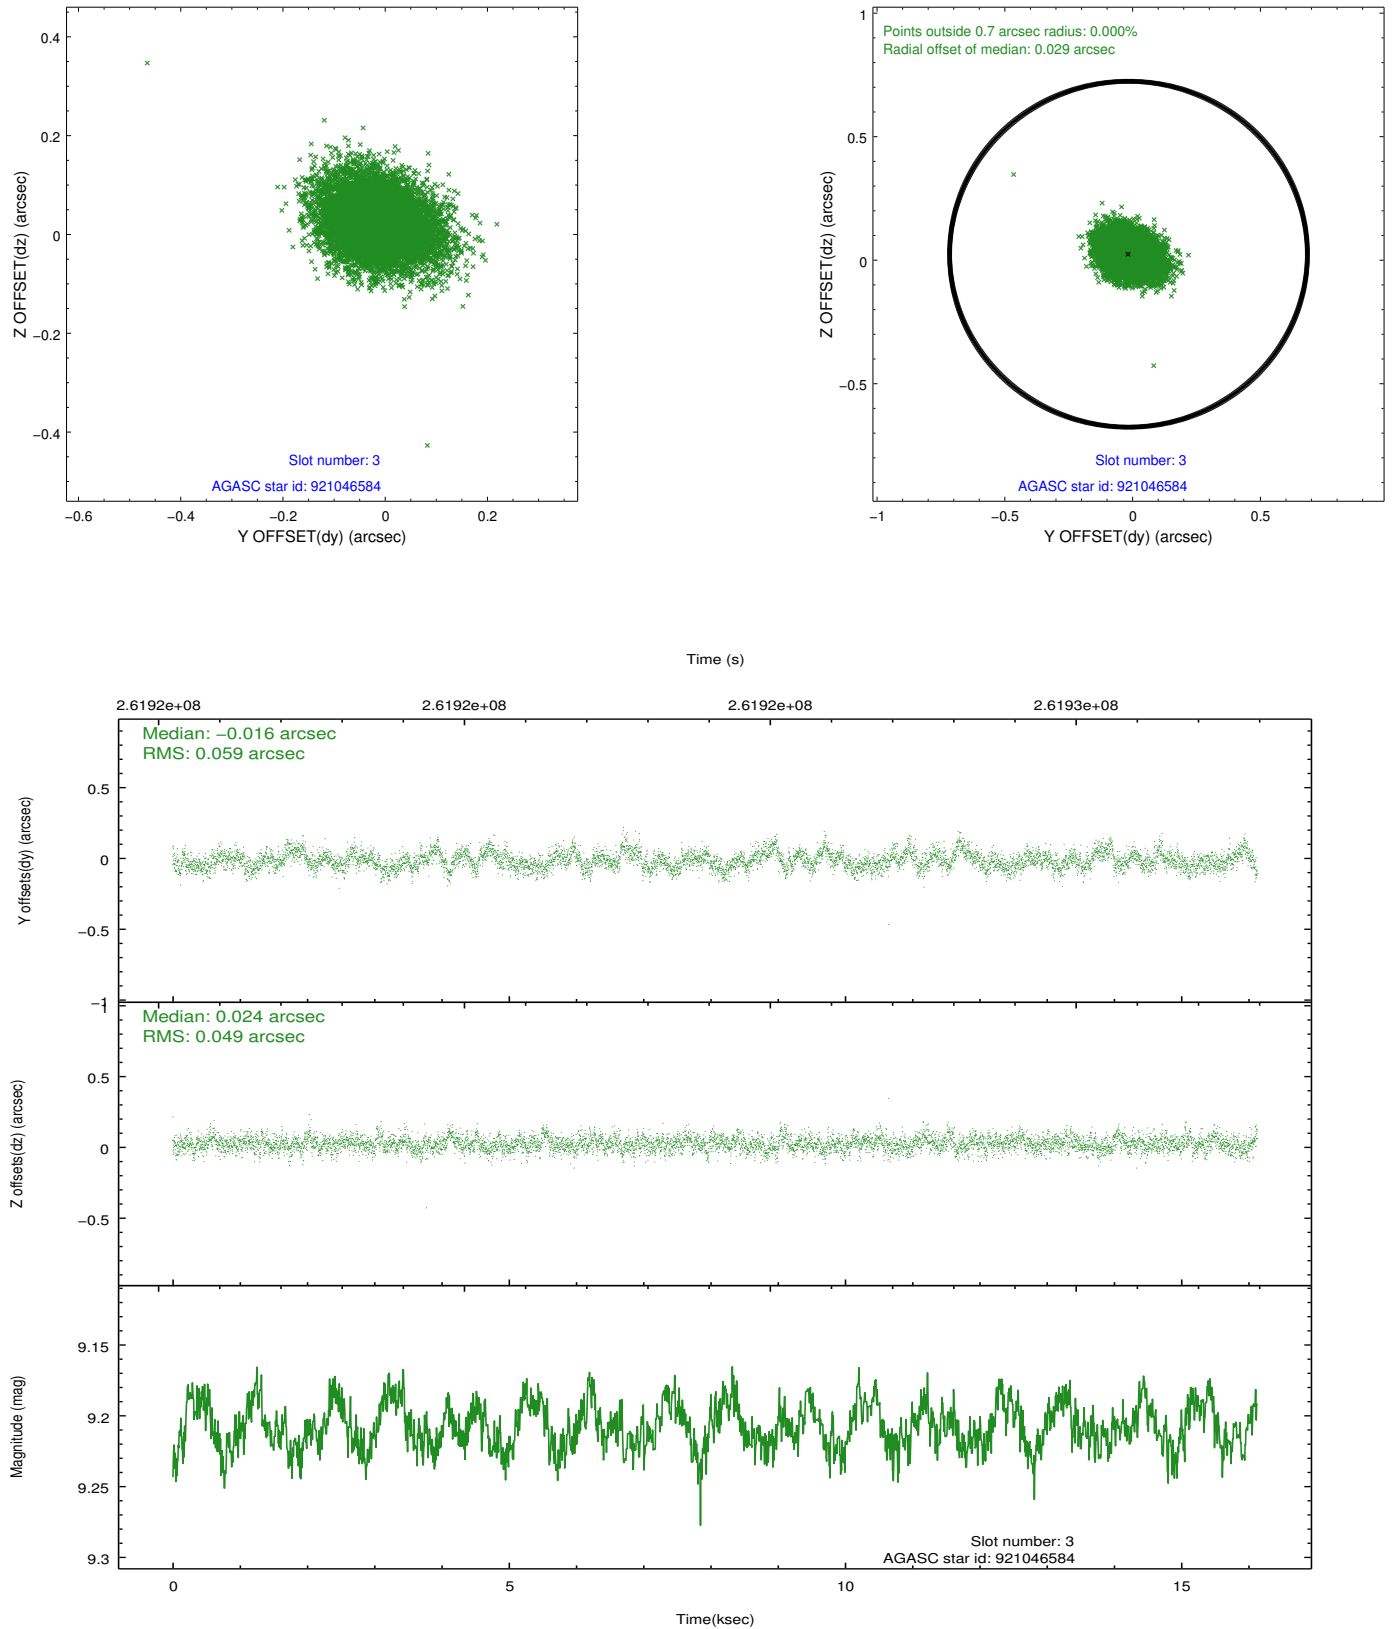 0.4
0.2
0
−0.2
−0.4
Z OFFSET(dz) (arcsec)
Slot number: 3
AGASC star id: 921046584
−0.6 −0.4 −0.2 0 0.2
Y OFFSET(dy) (arcsec)
1
0.5
0
−0.5
Z OFFSET(dz) (arcsec)
Points outside 0.7 arcsec radius: 0.000%
Radial offset of median: 0.029 arcsec
Slot number: 3
AGASC star id: 921046584
−1 −0.5 0 0.5
Y OFFSET(dy) (arcsec)
Time (s)
2.6192e+08 2.6192e+08 2.6192e+08 2.6193e+08
Median: −0.016 arcsec
RMS: 0.059 arcsec
0.5
0
−0.5
−1
Y offsets(dy) (arcsec)
Median: 0.024 arcsec
RMS: 0.049 arcsec
1
0.5
0
−0.5
Z offsets(dz) (arcsec)
9.15
9.2
9.25
9.3
Magnitude (mag)
Slot number: 3
AGASC star id: 921046584
0 5 10 15
Time(ksec)